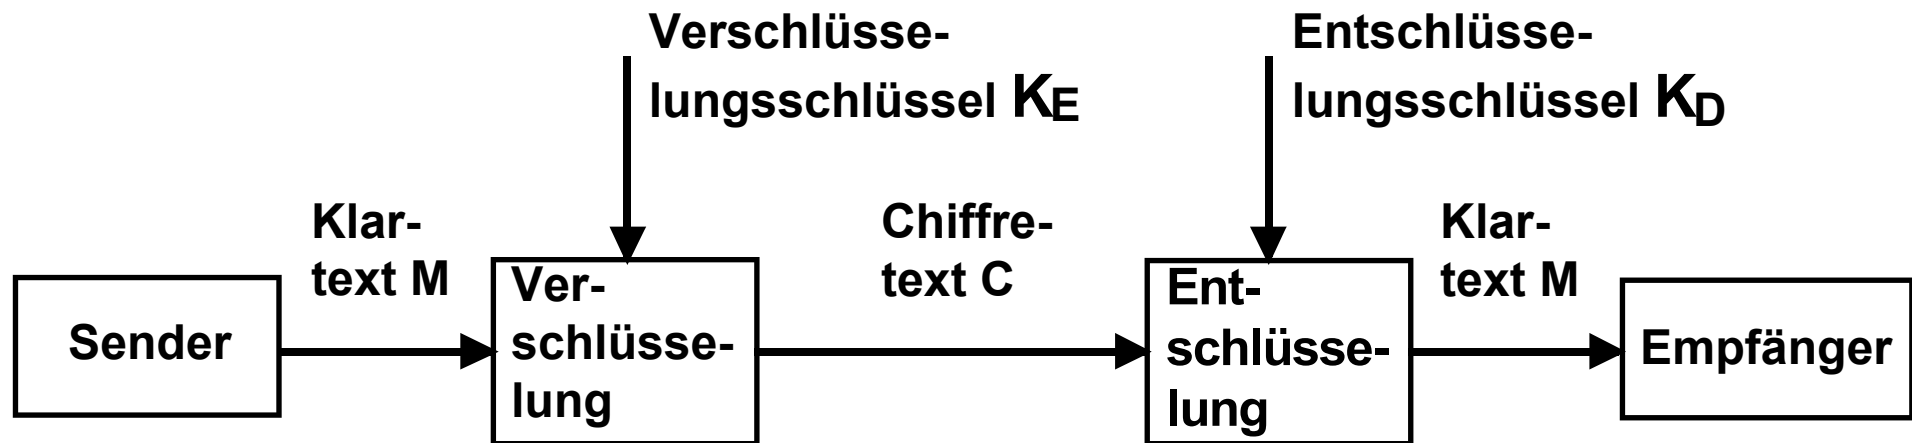 Verschlüsse-
lungsschlüssel KE
Entschlüsse-
lungsschlüssel KD
Klar-
text M
Chiffre-
text C
Klar-
text M
Sender
Ver-
schlüsse-
lung
Ent-
schlüsse-
lung
Empfänger